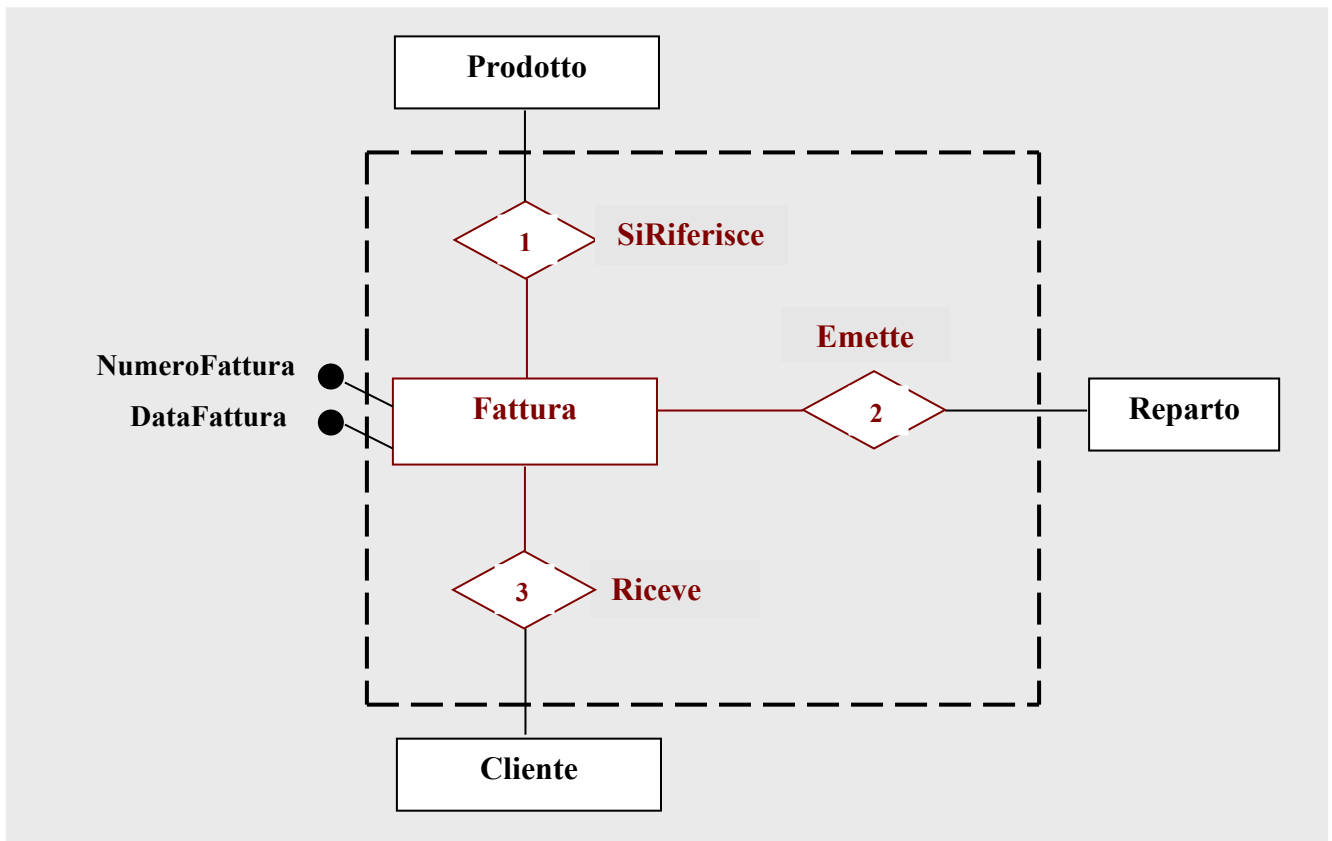 Prodotto
1
SiRiferisce
Emette
NumeroFattura
DataFattura
Fattura
2
Reparto
3
Riceve
Cliente